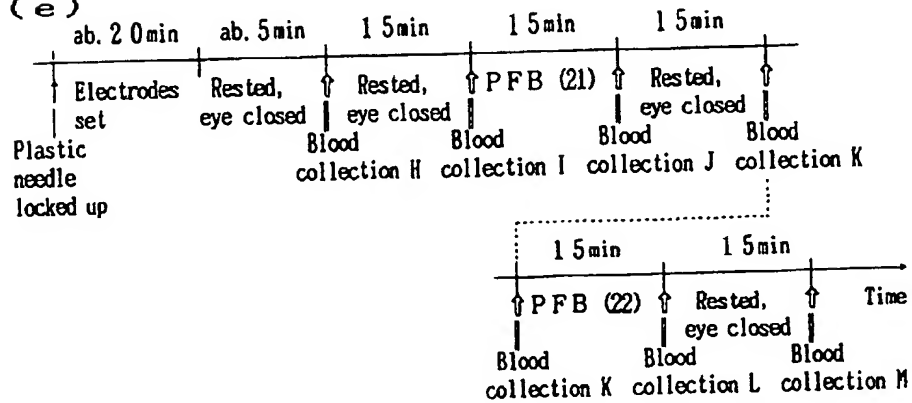 (e)
ab. 20min ab. 5min 15min 15min 15min
Electrodes Rested, Rested, PFB (21) Rested,
set eye closed eye closed eye closed
Plastic Blood Blood Blood Blood
needle collection H collection I collection J collection K
locked up
15min 15min
PFB (22) Rested, Time
eye closed
Blood Blood Blood
collection K collection L collection M